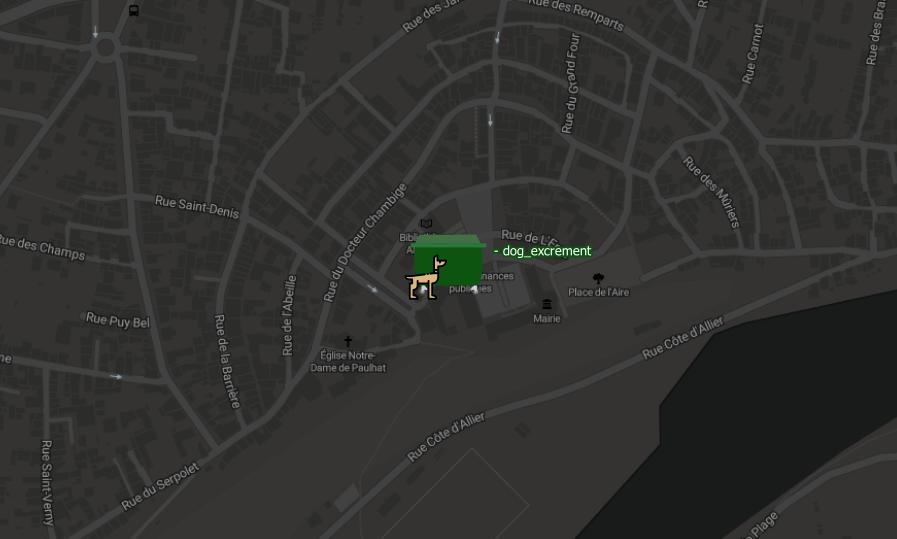 Rue des Ja
Rue des Remparts
Rue du Grand Four
Rue Carnot
Rue des Bra
Rue des Mûriers
Rue Saint-Denis
Rue du Docteur Chambige
Rue des Champs
Rue de l'É
- dog_excrement
nances
publiques
Place de l'Aire
Mairie
Rue de l'Abeille
Rue Puy Bel
Rue de la Barrière
Église Notre-
Dame de Paulhat
Rue Côte d'Allier
Rue Côte d'Allier
Rue Saint-Verny
Rue du Serpolet
Plage